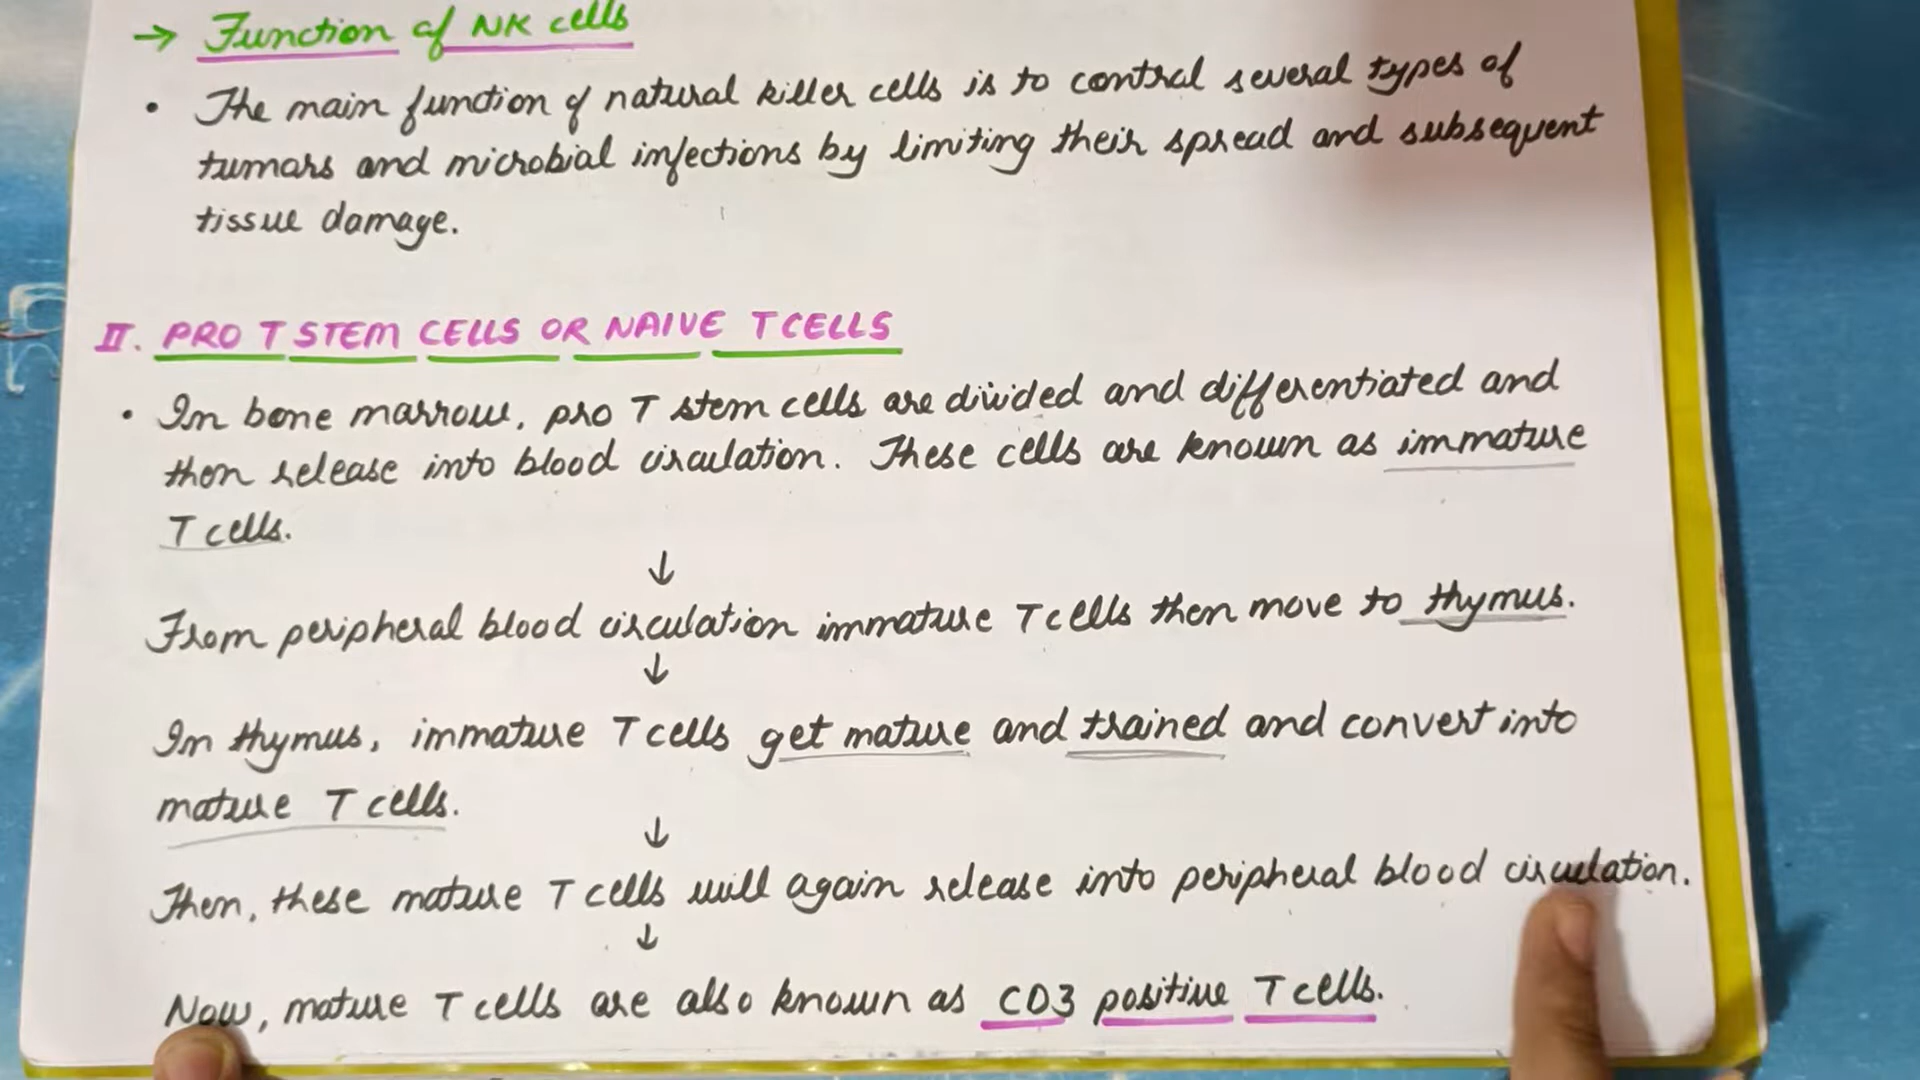 → Function of NK cells
• The main function of natural killer cells is to control several types of
tumars and microbial infections by limiting their spread and subsequent
tissue damage.
II. PRO T STEM CELLS OR NAIVE T CELLS
• In bone marrow, pro T stem cells are divided and differentiated and
then release into blood circulation. These cells are known as immature
T cells.
↓
From peripheral blood circulation immature T cells then move to thymus.
↓
In thymus, immature T cells get mature and trained and convert into
mature T cells.
↓
Then, these mature T cells will again release into peripheral blood circulation.
↓
Now, mature T cells are also known as CD3 positive T cells.